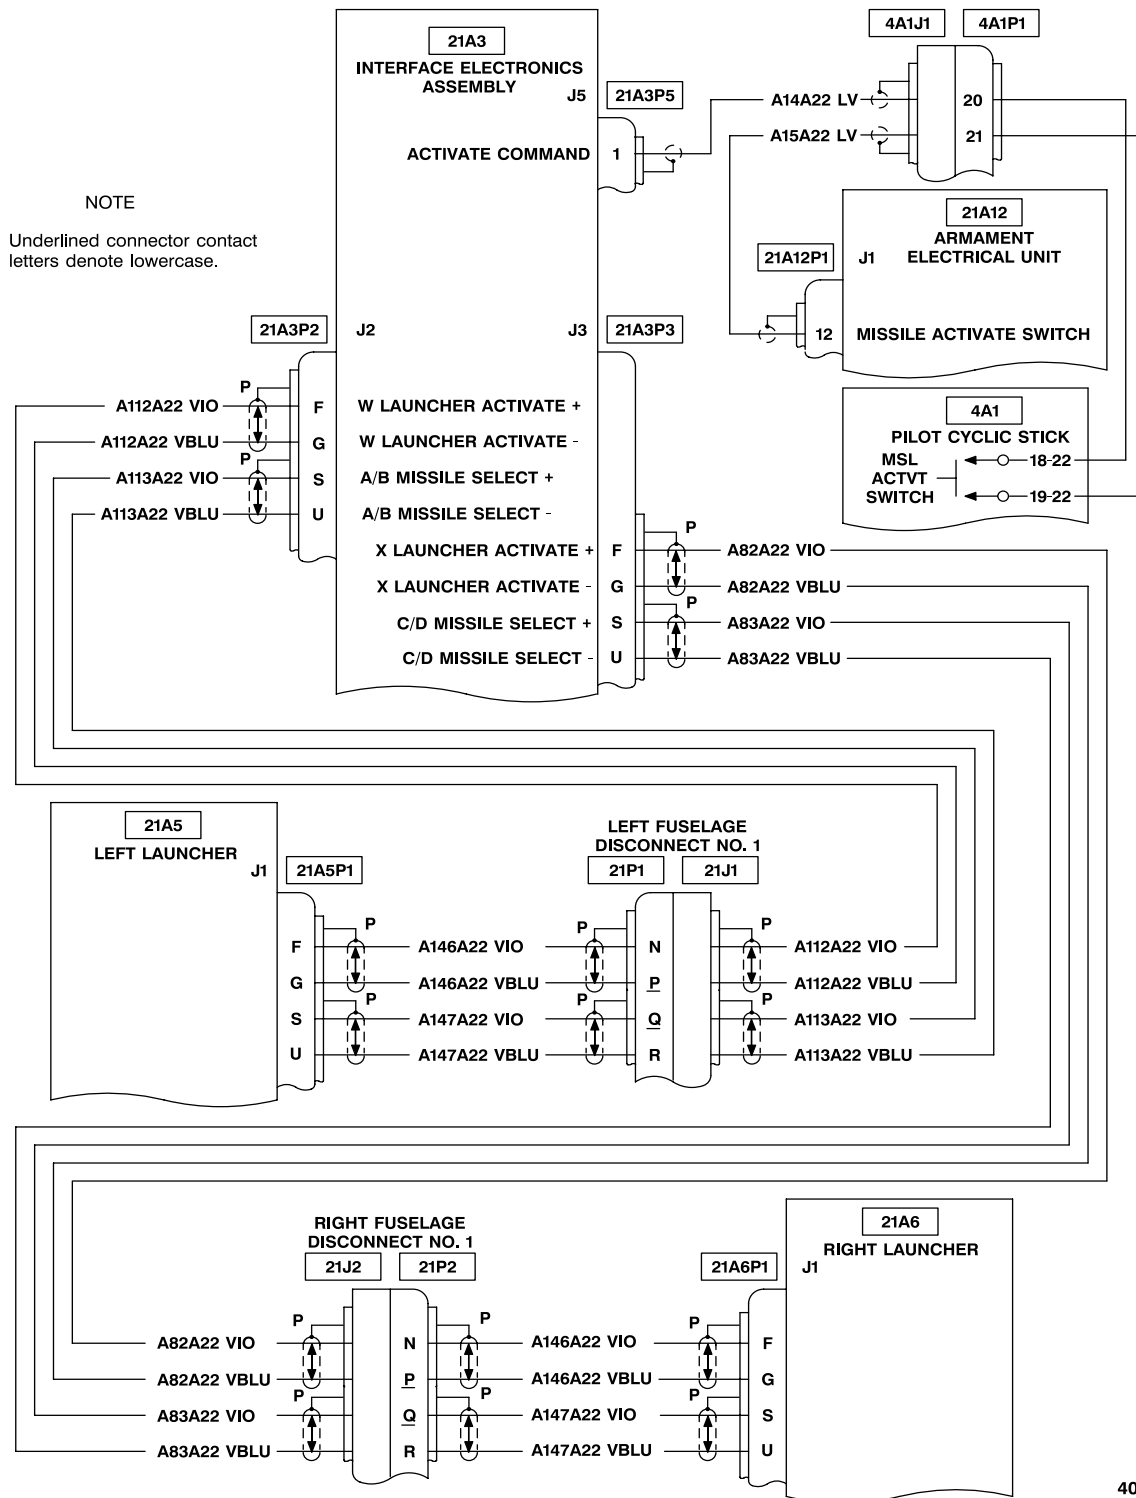 21A3
INTERFACE ELECTRONICS
ASSEMBLY
J5
21A3P5
ACTIVATE COMMAND
1
A14A22 LV
A15A22 LV
4A1J1
4A1P1
20
21
NOTE
Underlined connector contact
letters denote lowercase.
21A12
ARMAMENT
ELECTRICAL UNIT
21A12P1
J1
12
MISSILE ACTIVATE SWITCH
4A1
PILOT CYCLIC STICK
MSL
ACTVT
SWITCH
18-22
19-22
21A3P2
J2
J3
21A3P3
P
A112A22 VIO
F
W LAUNCHER ACTIVATE +
A112A22 VBLU
G
W LAUNCHER ACTIVATE -
P
A113A22 VIO
S
A/B MISSILE SELECT +
A113A22 VBLU
U
A/B MISSILE SELECT -
P
X LAUNCHER ACTIVATE +
F
A82A22 VIO
X LAUNCHER ACTIVATE -
G
A82A22 VBLU
P
C/D MISSILE SELECT +
S
A83A22 VIO
C/D MISSILE SELECT -
U
A83A22 VBLU
21A5
LEFT LAUNCHER
J1
21A5P1
LEFT FUSELAGE
DISCONNECT NO. 1
21P1
21J1
P
P
P
F
A146A22 VIO
N
A112A22 VIO
G
A146A22 VBLU
P
A112A22 VBLU
P
P
P
S
A147A22 VIO
Q
A113A22 VIO
U
A147A22 VBLU
R
A113A22 VBLU
RIGHT FUSELAGE
DISCONNECT NO. 1
21J2
21P2
21A6P1
21A6
RIGHT LAUNCHER
J1
P
P
P
A82A22 VIO
N
A146A22 VIO
F
A82A22 VBLU
P
A146A22 VBLU
G
P
P
P
A83A22 VIO
Q
A147A22 VIO
S
A83A22 VBLU
R
A147A22 VBLU
U
40